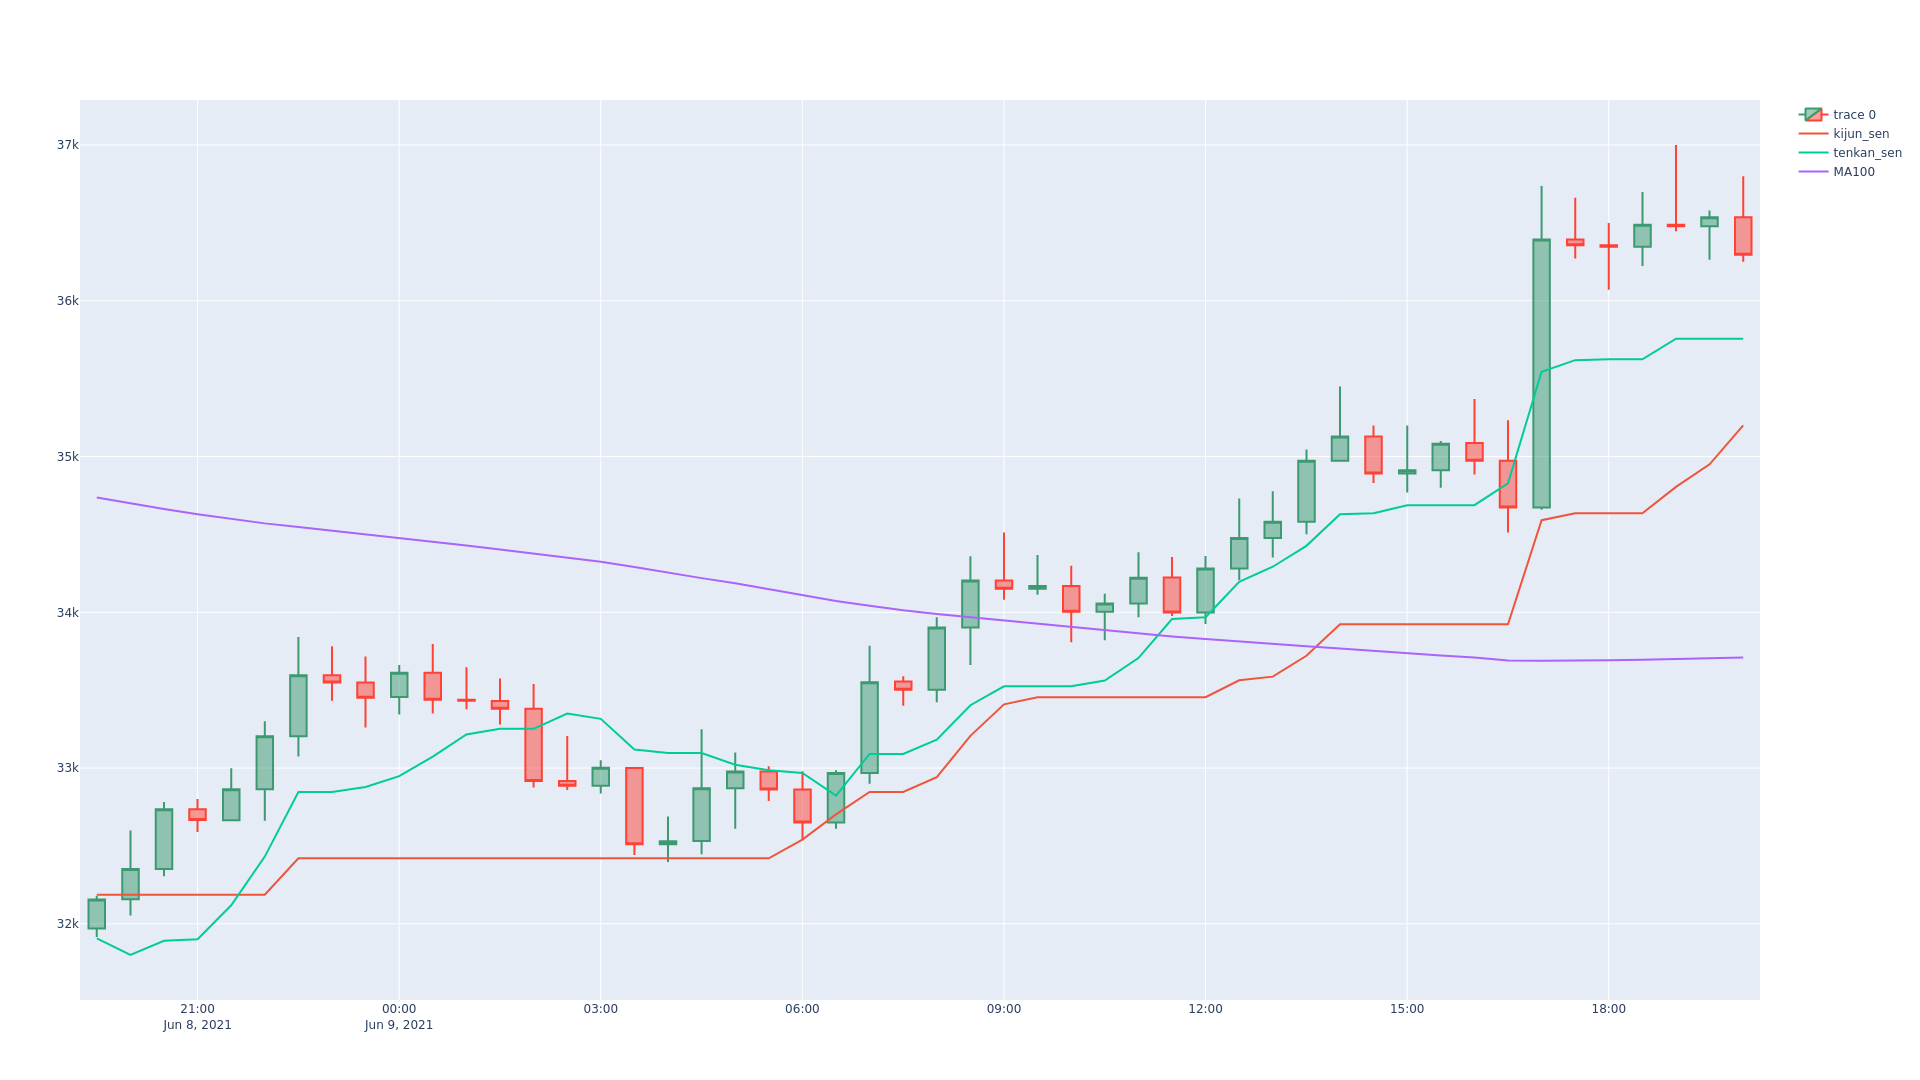 37k
36k
35k
34k
33k
32k
21:00
Jun 8, 2021
00:00
Jun 9, 2021
03:00
06:00
09:00
12:00
15:00
18:00
trace 0
kijun_sen
tenkan_sen
MA100